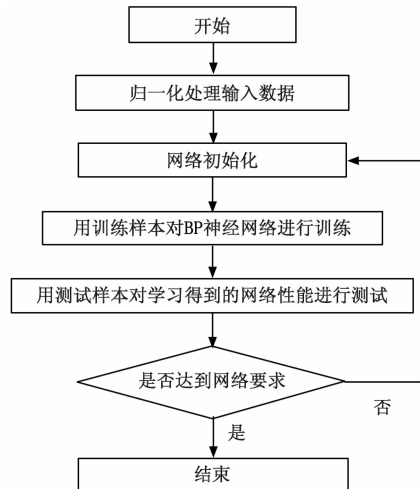 开始
归一化处理输入数据
网络初始化
用训练样本对BP神经网络进行训练
用测试样本对学习得到的网络性能进行测试
是否达到网络要求
否
是
结束